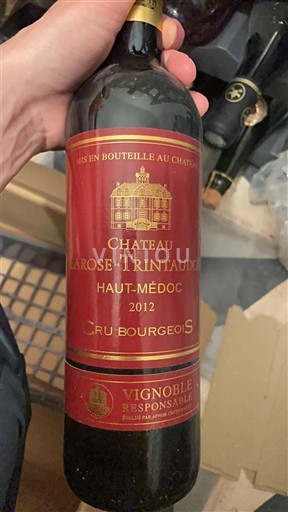 MIS EN BOUTEILLE AU CHATEAU
CHATEAU
LAROSE-TRINTAUDON
HAUT-MÉDOC
2012
CRU BOURGEOIS
VIGNOBLE
RESPONSABLE